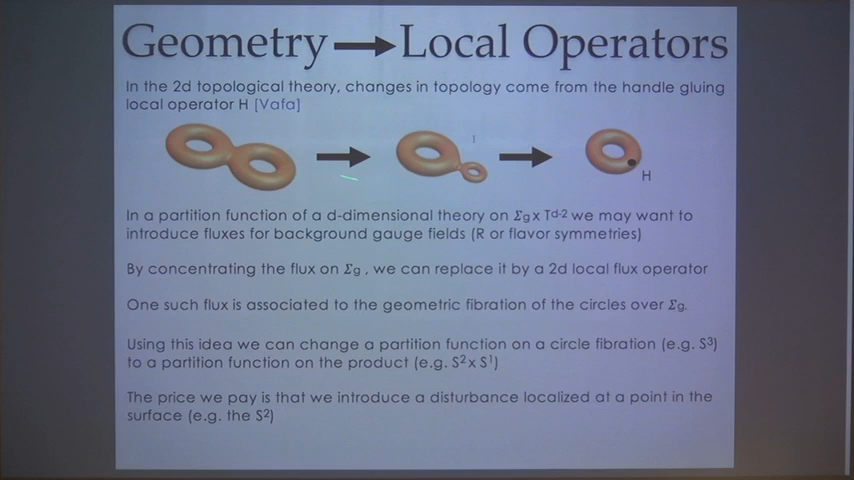 Geometry → Local Operators
In the 2d topological theory, changes in topology come from the handle gluing
local operator H [Vafa]
H
In a partition function of a d-dimensional theory on Σg x T^d-2 we may want to
introduce fluxes for background gauge fields (R or flavor symmetries)
By concentrating the flux on Σg , we can replace it by a 2d local flux operator
One such flux is associated to the geometric fibration of the circles over Σg.
Using this idea we can change a partition function on a circle fibration (e.g. S³)
to a partition function on the product (e.g. S² x S¹)
The price we pay is that we introduce a disturbance localized at a point in the
surface (e.g. the S²)